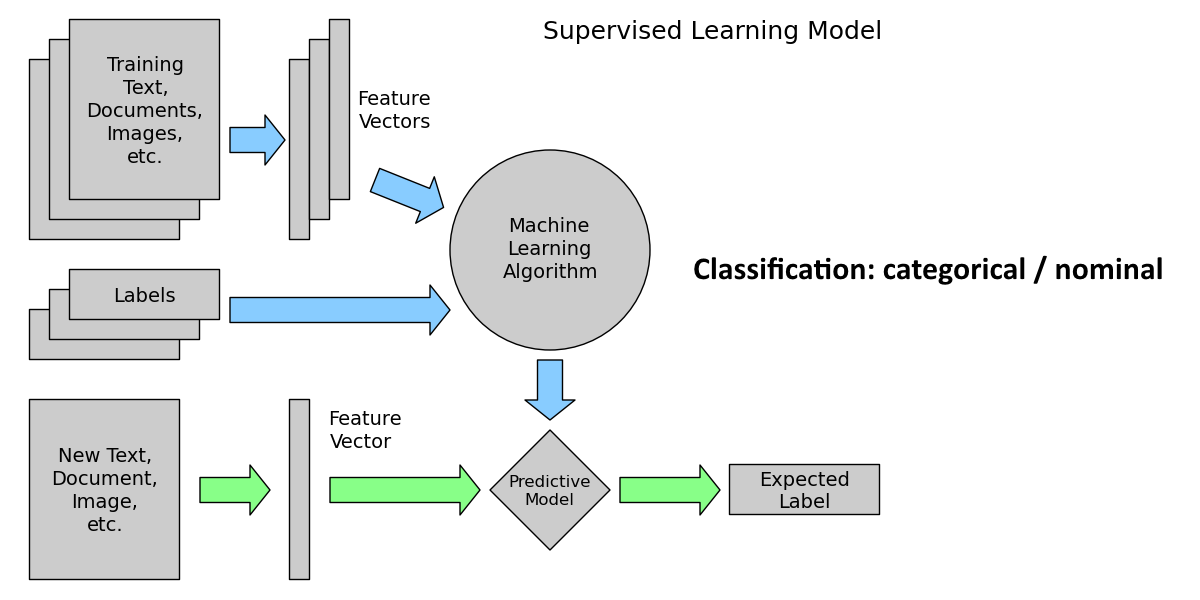 Supervised Learning Model
Training
Text,
Documents,
Images,
etc.
Feature
Vectors
Machine
Learning
Algorithm
Classification: categorical / nominal
Labels
New Text,
Document,
Image,
etc.
Feature
Vector
Predictive
Model
Expected
Label